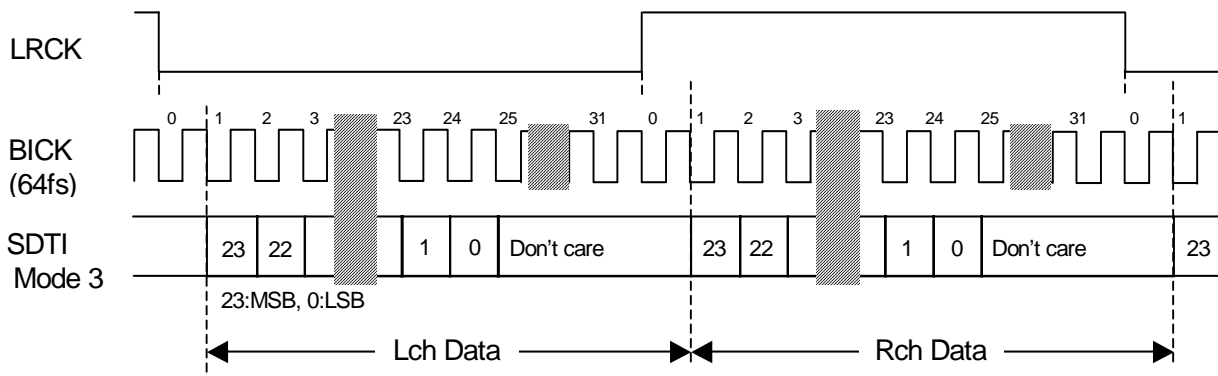 LRCK
0 1 2 3 23 24 25 31 0 1 2 3 23 24 25 31 0 1
BICK
(64fs)
SDTI
Mode 3
23 22 1 0 Don't care 23 22 1 0 Don't care 23
23:MSB, 0:LSB
Lch Data Rch Data